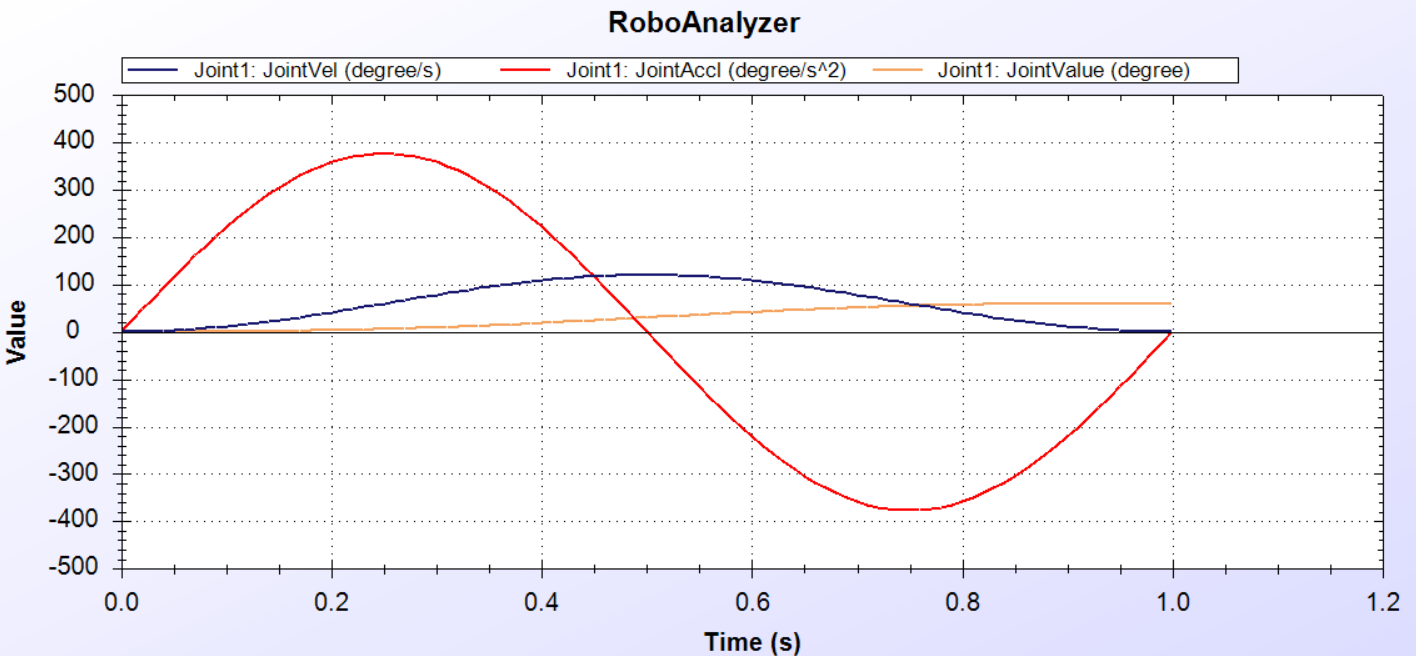 RoboAnalyzer
Joint1: JointVel (degree/s) Joint1: JointAccl (degree/s^2) Joint1: JointValue (degree)
500
400
300
200
100
0
-100
-200
-300
-400
-500
Value
0.0 0.2 0.4 0.6 0.8 1.0 1.2
Time (s)